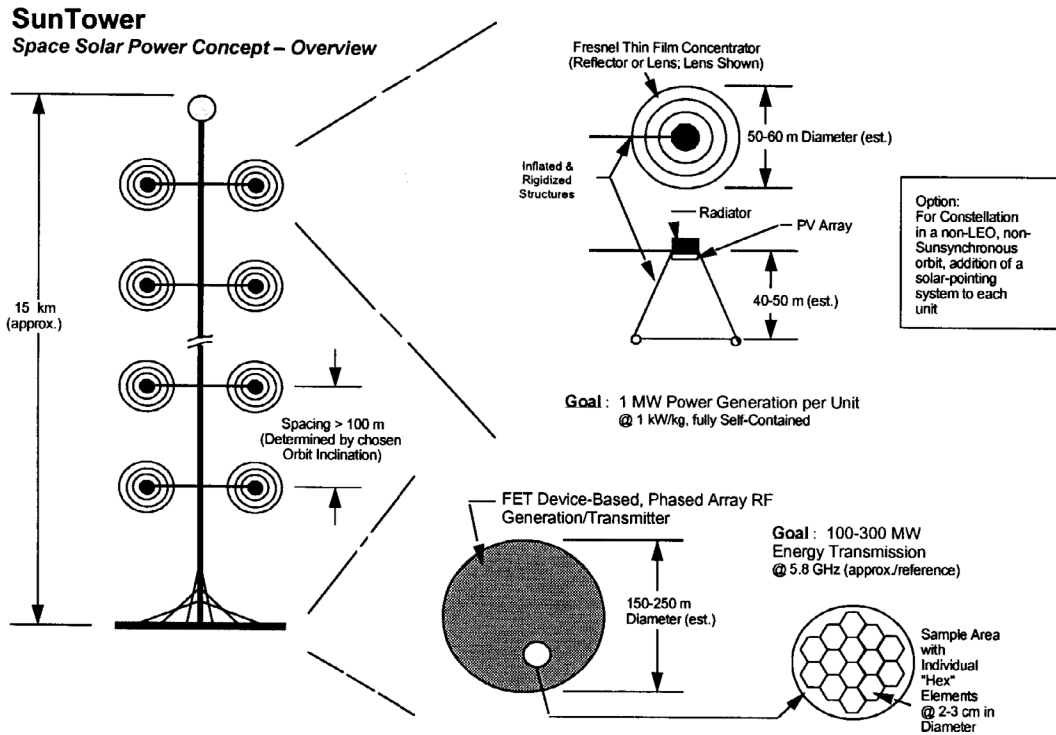 SunTower
Space Solar Power Concept – Overview
15 km
(approx.)
Spacing > 100 m
(Determined by chosen
Orbit Inclination)
Fresnel Thin Film Concentrator
(Reflector or Lens; Lens Shown)
50-60 m Diameter (est.)
Inflated &
Rigidized
Structures
Radiator
PV Array
40-50 m (est.)
Option:
For Constellation
in a non-LEO, non-
Sunsynchronous
orbit, addition of a
solar-pointing
system to each
unit
Goal : 1 MW Power Generation per Unit
@ 1 kW/kg, fully Self-Contained
FET Device-Based, Phased Array RF
Generation/Transmitter
150-250 m
Diameter (est.)
Goal : 100-300 MW
Energy Transmission
@ 5.8 GHz (approx./reference)
Sample Area
with
Individual
"Hex"
Elements
@ 2-3 cm in
Diameter